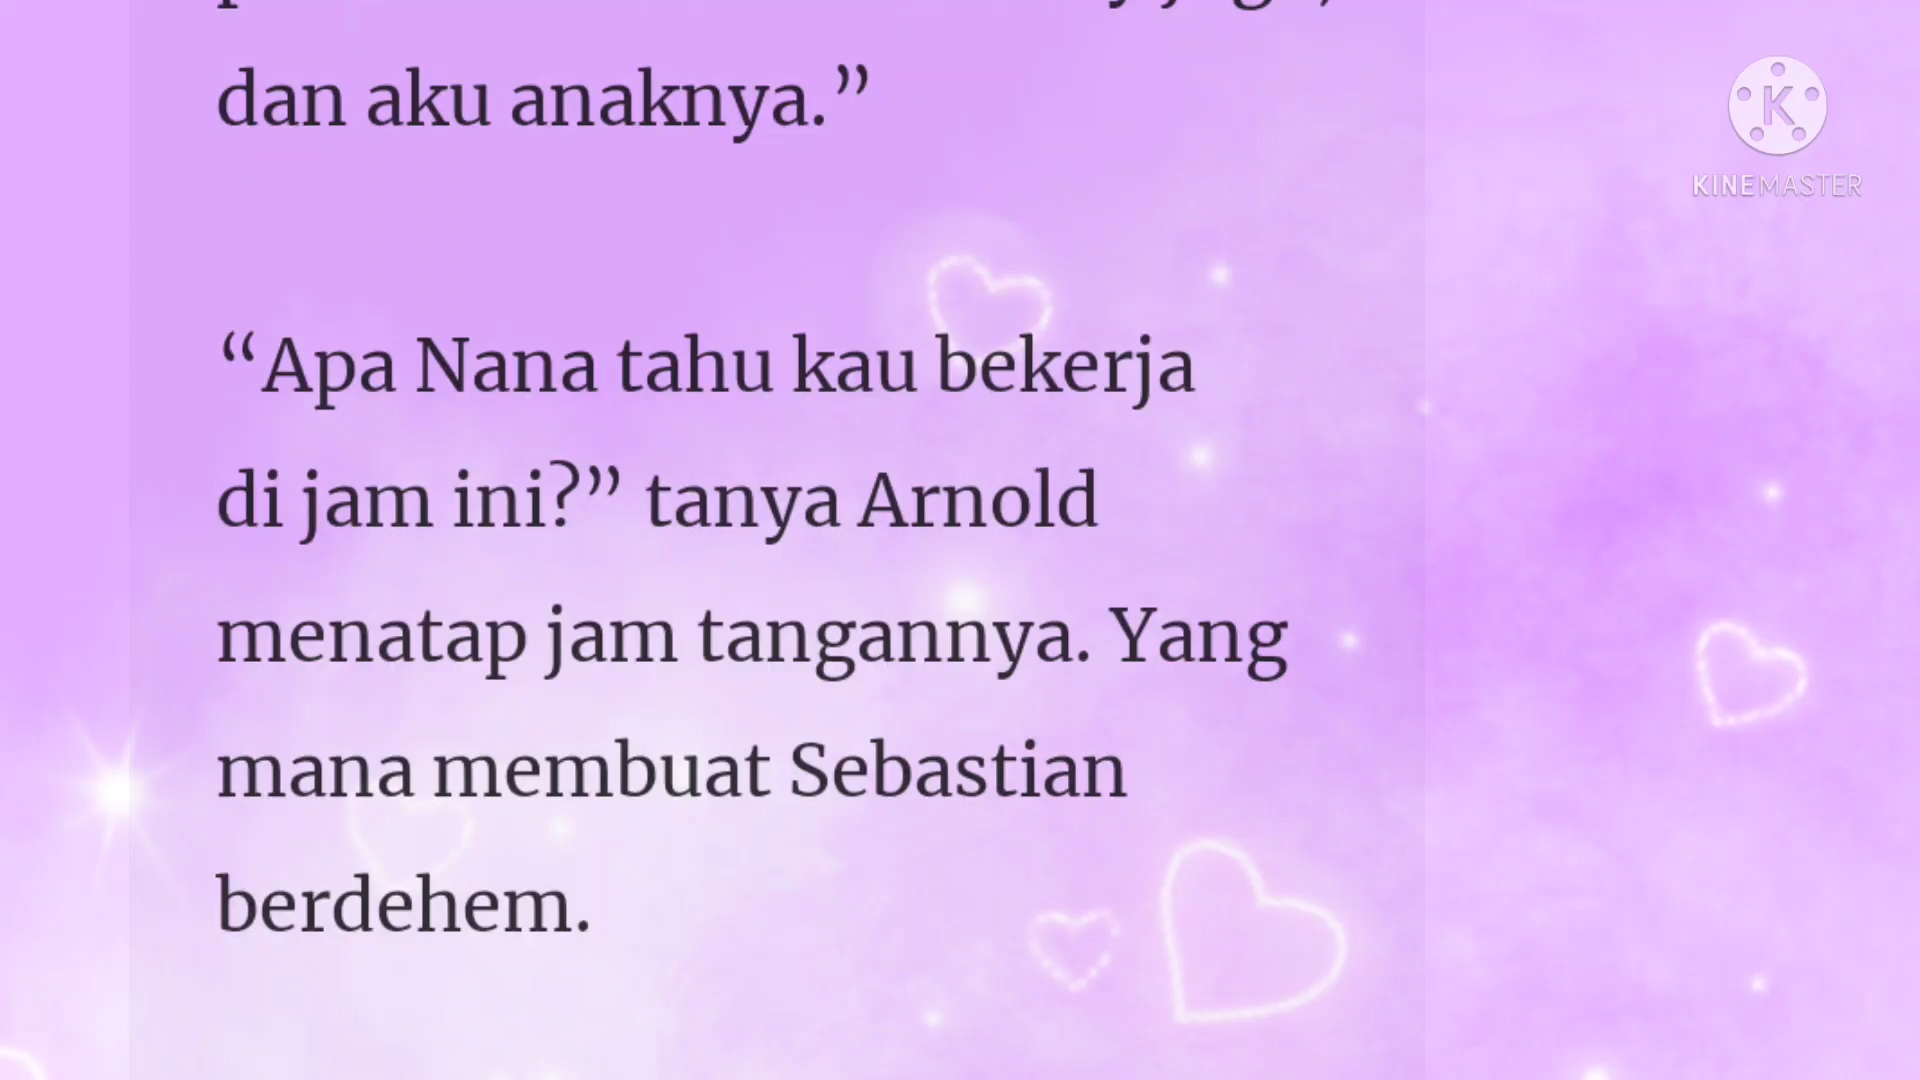 dan aku anaknya.”
“Apa Nana tahu kau bekerja
di jam ini?” tanya Arnold
menatap jam tangannya. Yang
mana membuat Sebastian
berdehem.
K
KINEMASTER